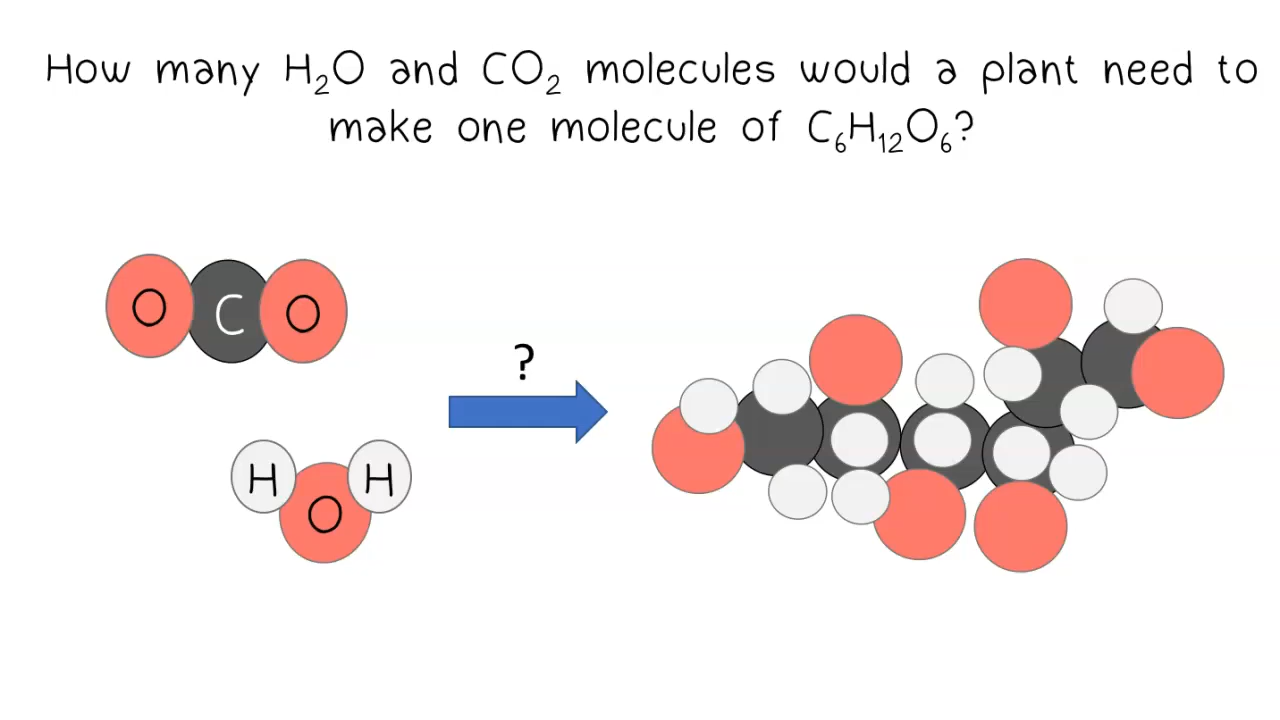 How many H₂O and CO₂ molecules would a plant need to
make one molecule of C₆H₁₂O₆?
O C O
?
H O H